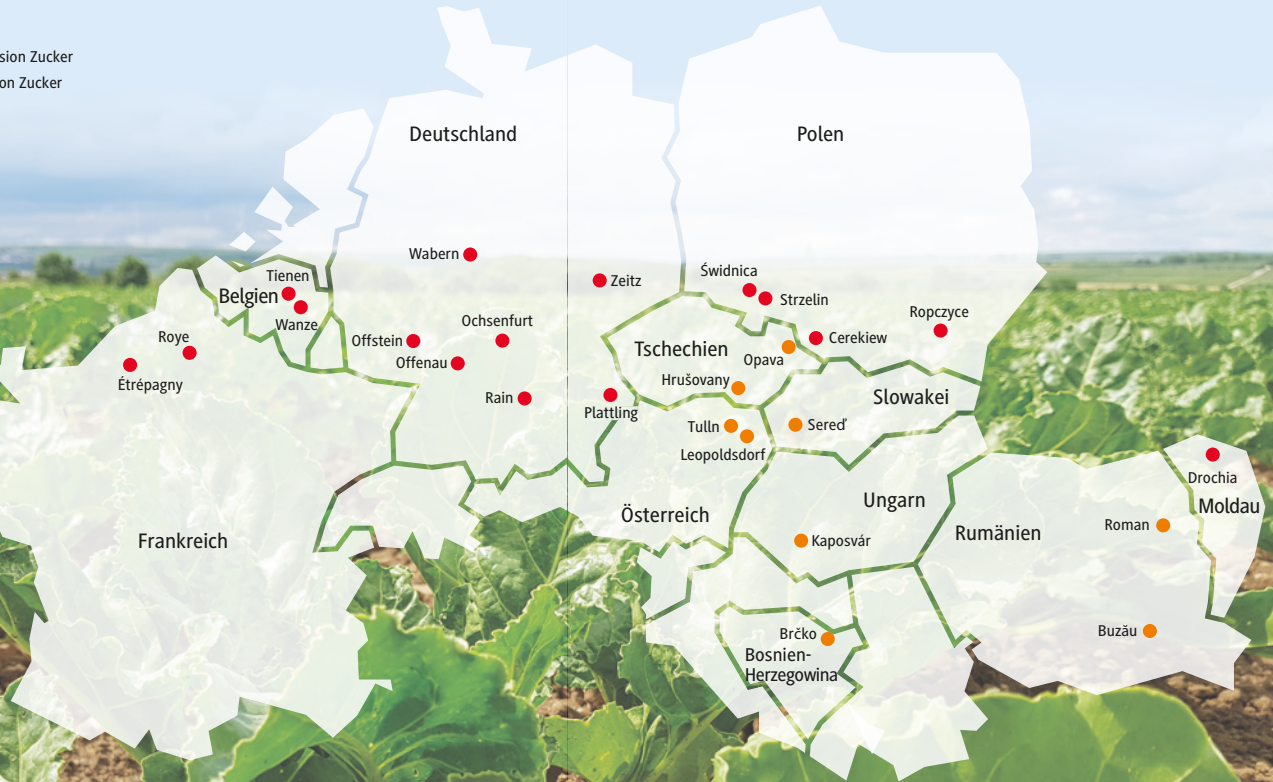 sion Zucker
on Zucker
Deutschland
Polen
Wabern
Zeitz
Świdnica
Strzelin
Tienen
Belgien
Wanze
Ropczyce
Roye
Ochsenfurt
Offstein
Cerekiew
Tschechien
Opava
Offenau
Étrépagny
Hrušovany
Rain
Plattling
Slowakei
Tulln
Sereď
Leopoldsdorf
Drochia
Ungarn
Moldau
Österreich
Roman
Rumänien
Frankreich
Kaposvár
Brčko
Buzău
Bosnien-
Herzegowina